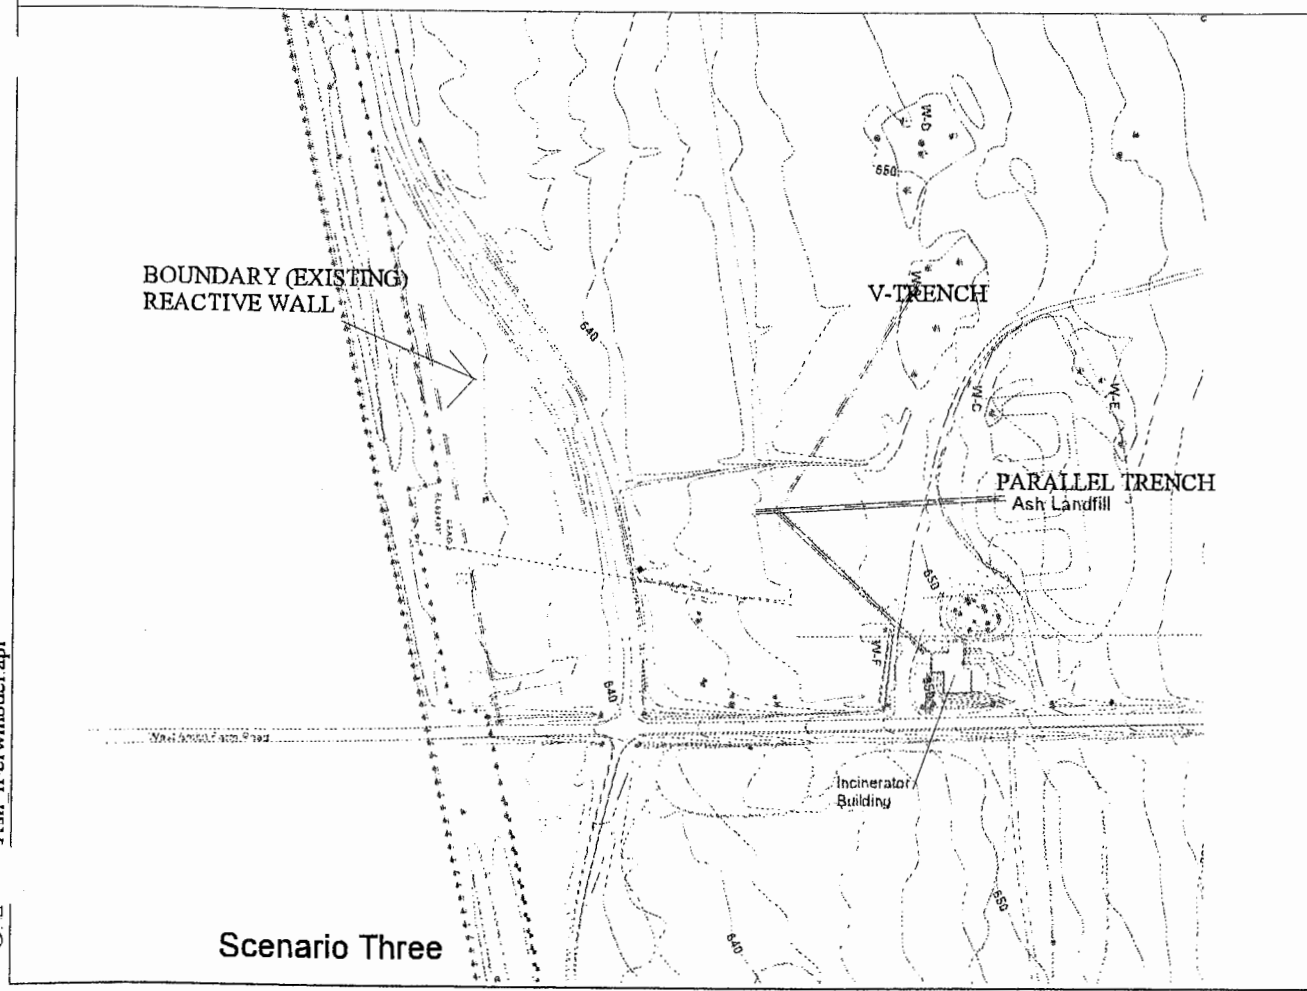 W-D
650
BOUNDARY (EXISTING)
REACTIVE WALL
V-TRENCH
640
W-C
W-E
PARALLEL TRENCH
Ash Landfill
650
W-F
640
650
Incinerator
Building
650
640
Scenario Three